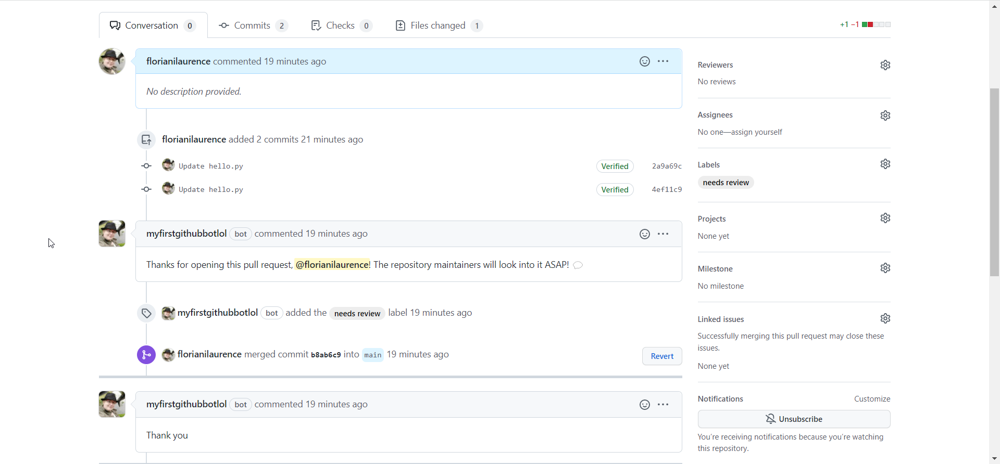 Conversation 0 Commits 2 Checks 0 Files changed 1 +1 −1
florianilaurence commented 19 minutes ago
No description provided.
florianilaurence added 2 commits 21 minutes ago
Update hello.py Verified 2a9a69c
Update hello.py Verified 4ef11c9
myfirstgithubbotlol bot commented 19 minutes ago
Thanks for opening this pull request, @florianilaurence! The repository maintainers will look into it ASAP!
myfirstgithubbotlol bot added the needs review label 19 minutes ago
florianilaurence merged commit b8ab6c9 into main 19 minutes ago Revert
myfirstgithubbotlol bot commented 19 minutes ago
Thank you
Reviewers
No reviews
Assignees
No one—assign yourself
Labels
needs review
Projects
None yet
Milestone
No milestone
Linked issues
Successfully merging this pull request may close these
issues.
None yet
Notifications Customize
Unsubscribe
You're receiving notifications because you're watching
this repository.